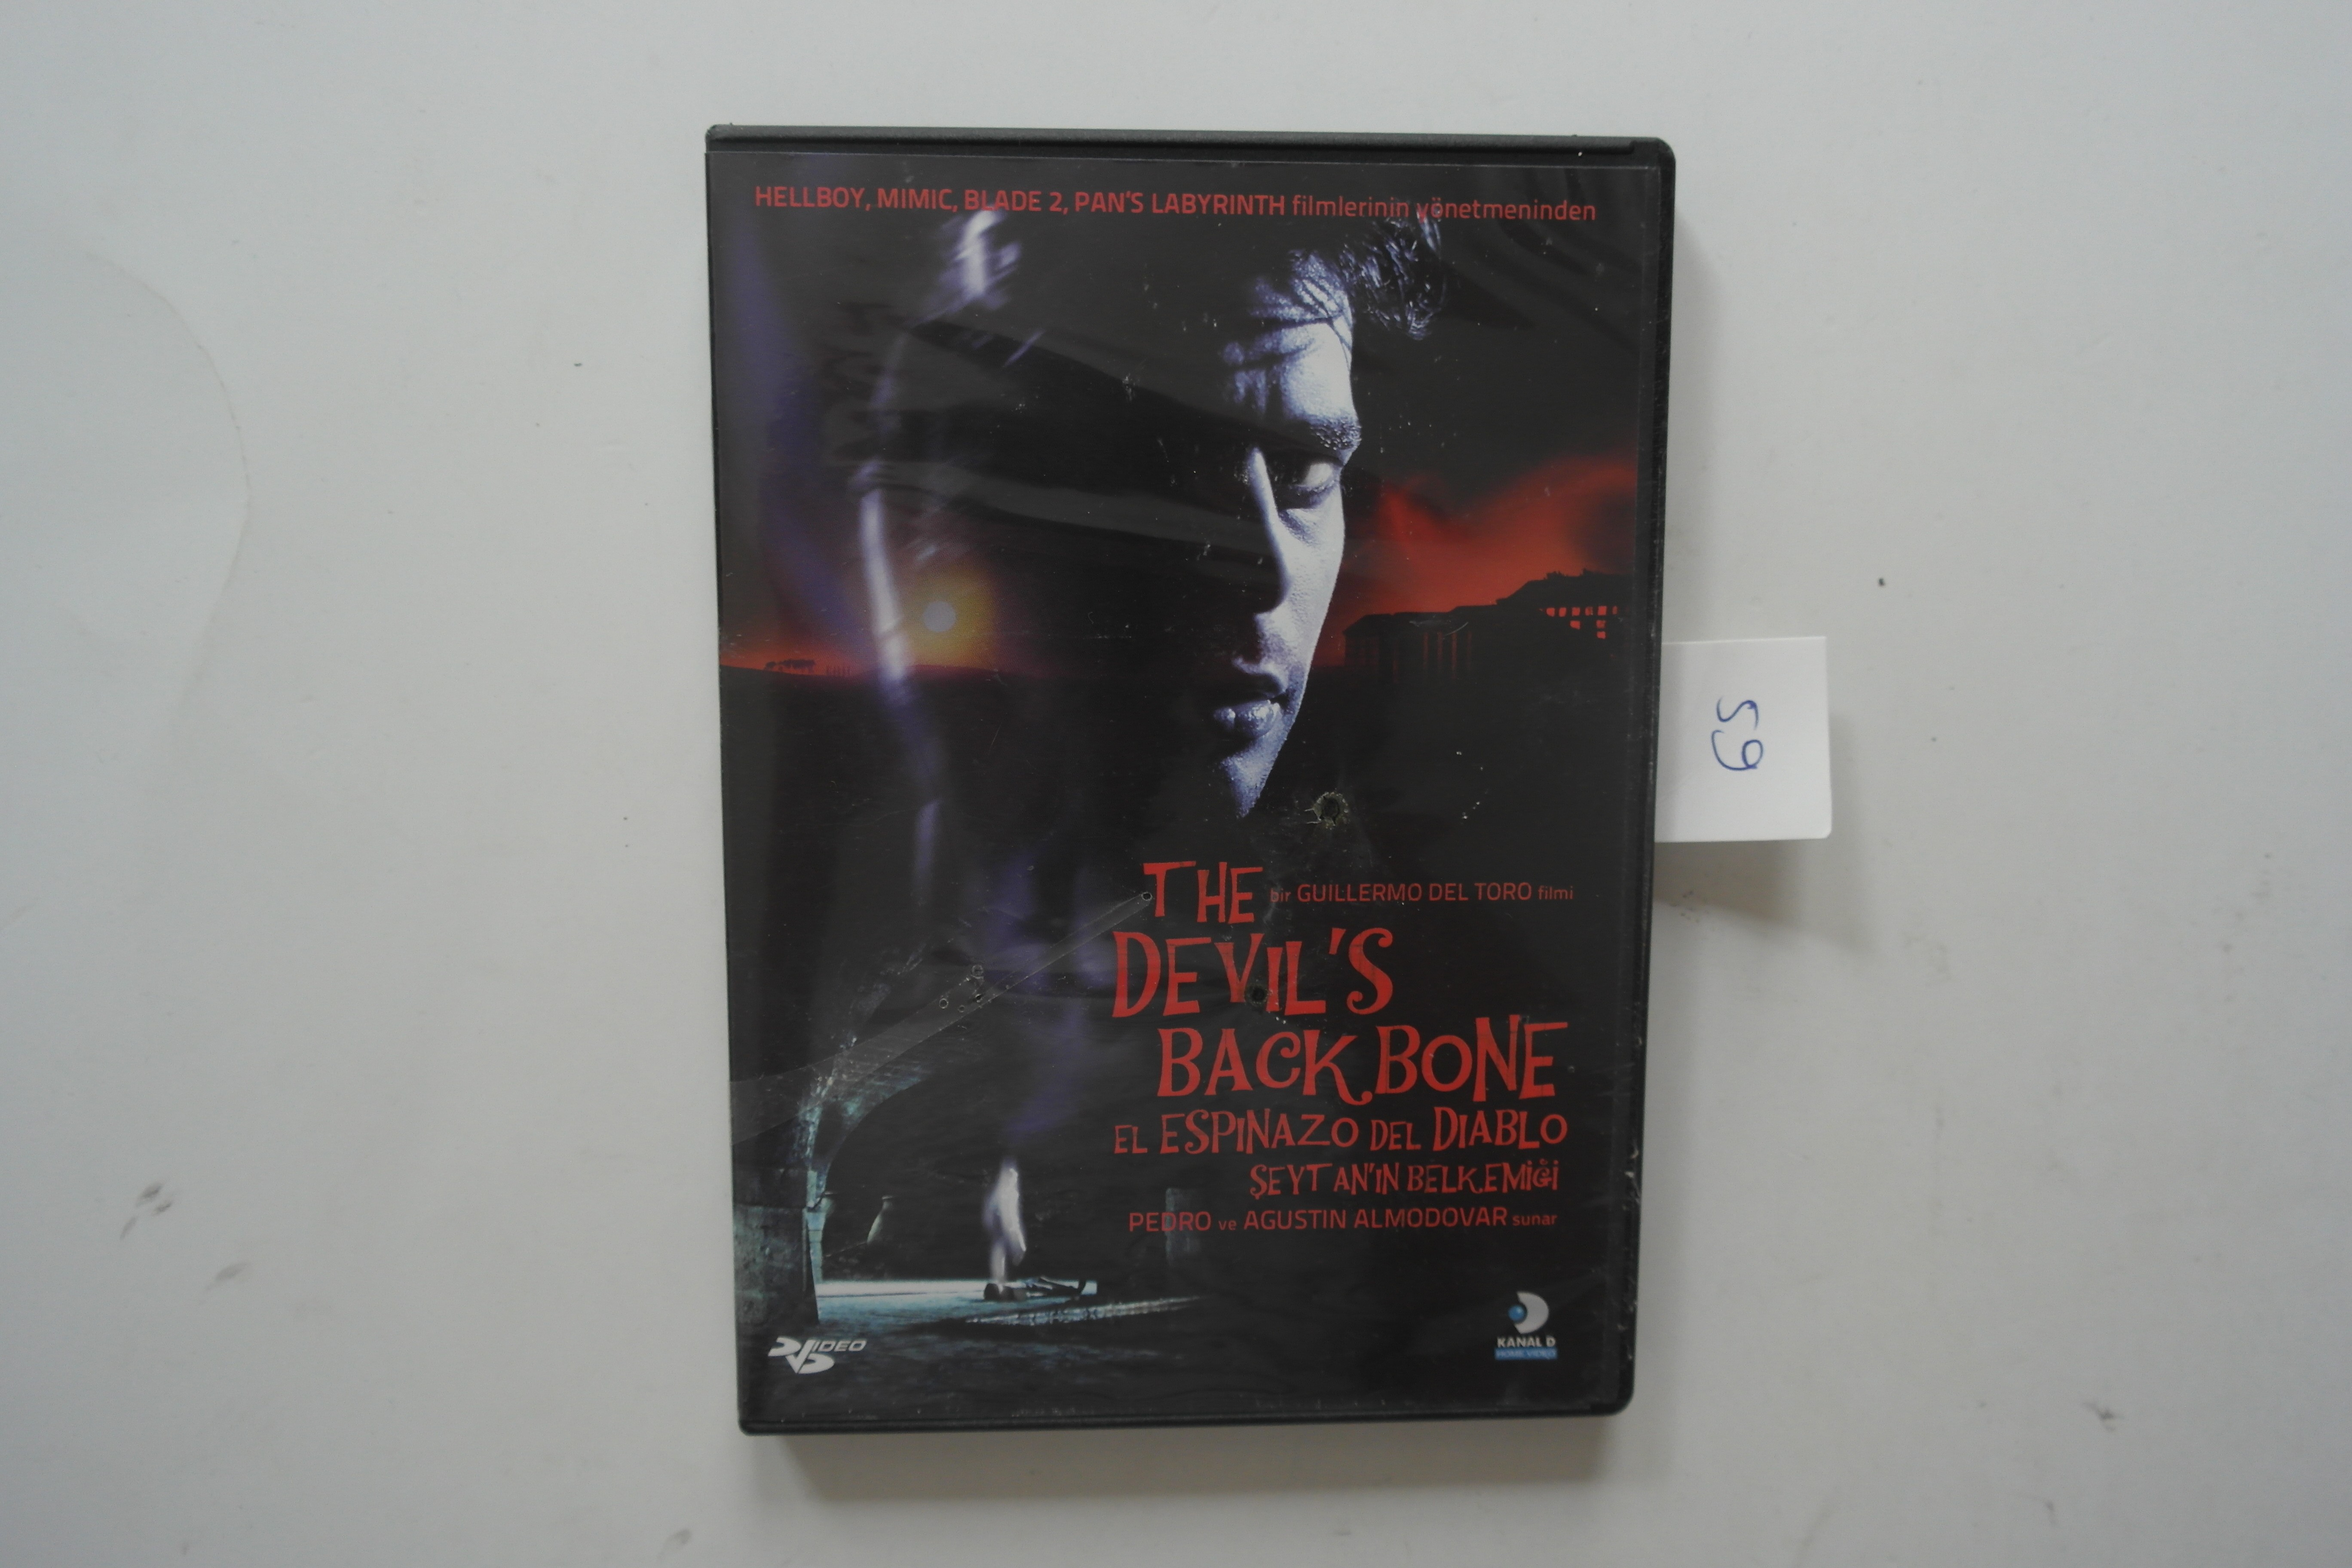 HELLBOY, MIMIC, BLADE 2, PAN'S LABYRINTH filmlerinin yönetmeninden
THE bir GUILLERMO DEL TORO filmi
DEVIL'S
BACKBONE
EL ESPINAZO DEL DIABLO
ŞEYTAN'IN BELKEMİĞİ
PEDRO ve AGUSTIN ALMODOVAR sunar
DVD VIDEO
KANAL D
HOME VIDEO
59